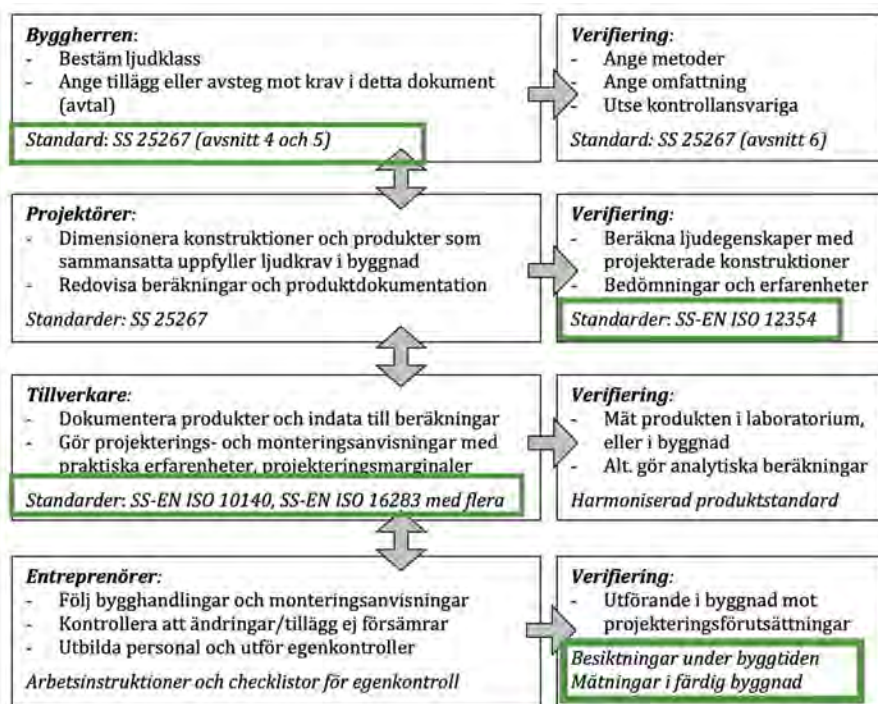 Byggherren:
- Bestäm ljudklass
- Ange tillägg eller avsteg mot krav i detta dokument
(avtal)
Standard: SS 25267 (avsnitt 4 och 5)
Verifiering:
- Ange metoder
- Ange omfattning
- Utse kontrollansvariga
Standard: SS 25267 (avsnitt 6)
Projektörer:
- Dimensionera konstruktioner och produkter som
sammansatta uppfyller ljudkrav i byggnad
- Redovisa beräkningar och produktdokumentation
Standarder: SS 25267
Verifiering:
- Beräkna ljudegenskaper med
projekterade konstruktioner
- Bedömningar och erfarenheter
Standarder: SS-EN ISO 12354
Tillverkare:
- Dokumentera produkter och indata till beräkningar
- Gör projekterings- och monteringsanvisningar med
praktiska erfarenheter, projekteringsmarginaler
Standarder: SS-EN ISO 10140, SS-EN ISO 16283 med flera
Verifiering:
- Mät produkten i laboratorium,
eller i byggnad
- Alt. gör analytiska beräkningar
Harmoniserad produktstandard
Entreprenörer:
- Följ bygghandlingar och monteringsanvisningar
- Kontrollera att ändringar/tillägg ej försämrar
- Utbilda personal och utför egenkontroller
Arbetsinstruktioner och checklistor för egenkontroll
Verifiering:
- Utförande i byggnad mot
projekteringsförutsättningar
Besiktningar under byggtiden
Mätningar i färdig byggnad